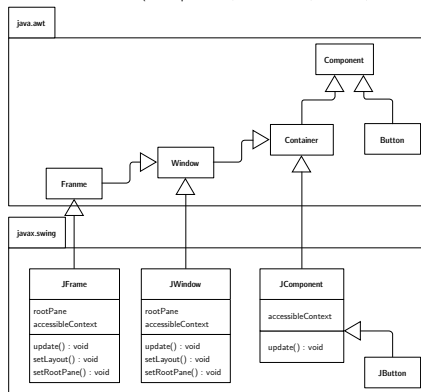 java.awt
Component
Container
Button
Window
Franme
javax.swing
JFrame
rootPane
accessibleContext
update() : void
setLayout() : void
setRootPane() : void
JWindow
rootPane
accessibleContext
update() : void
setLayout() : void
setRootPane() : void
JComponent
accessibleContext
update() : void
JButton